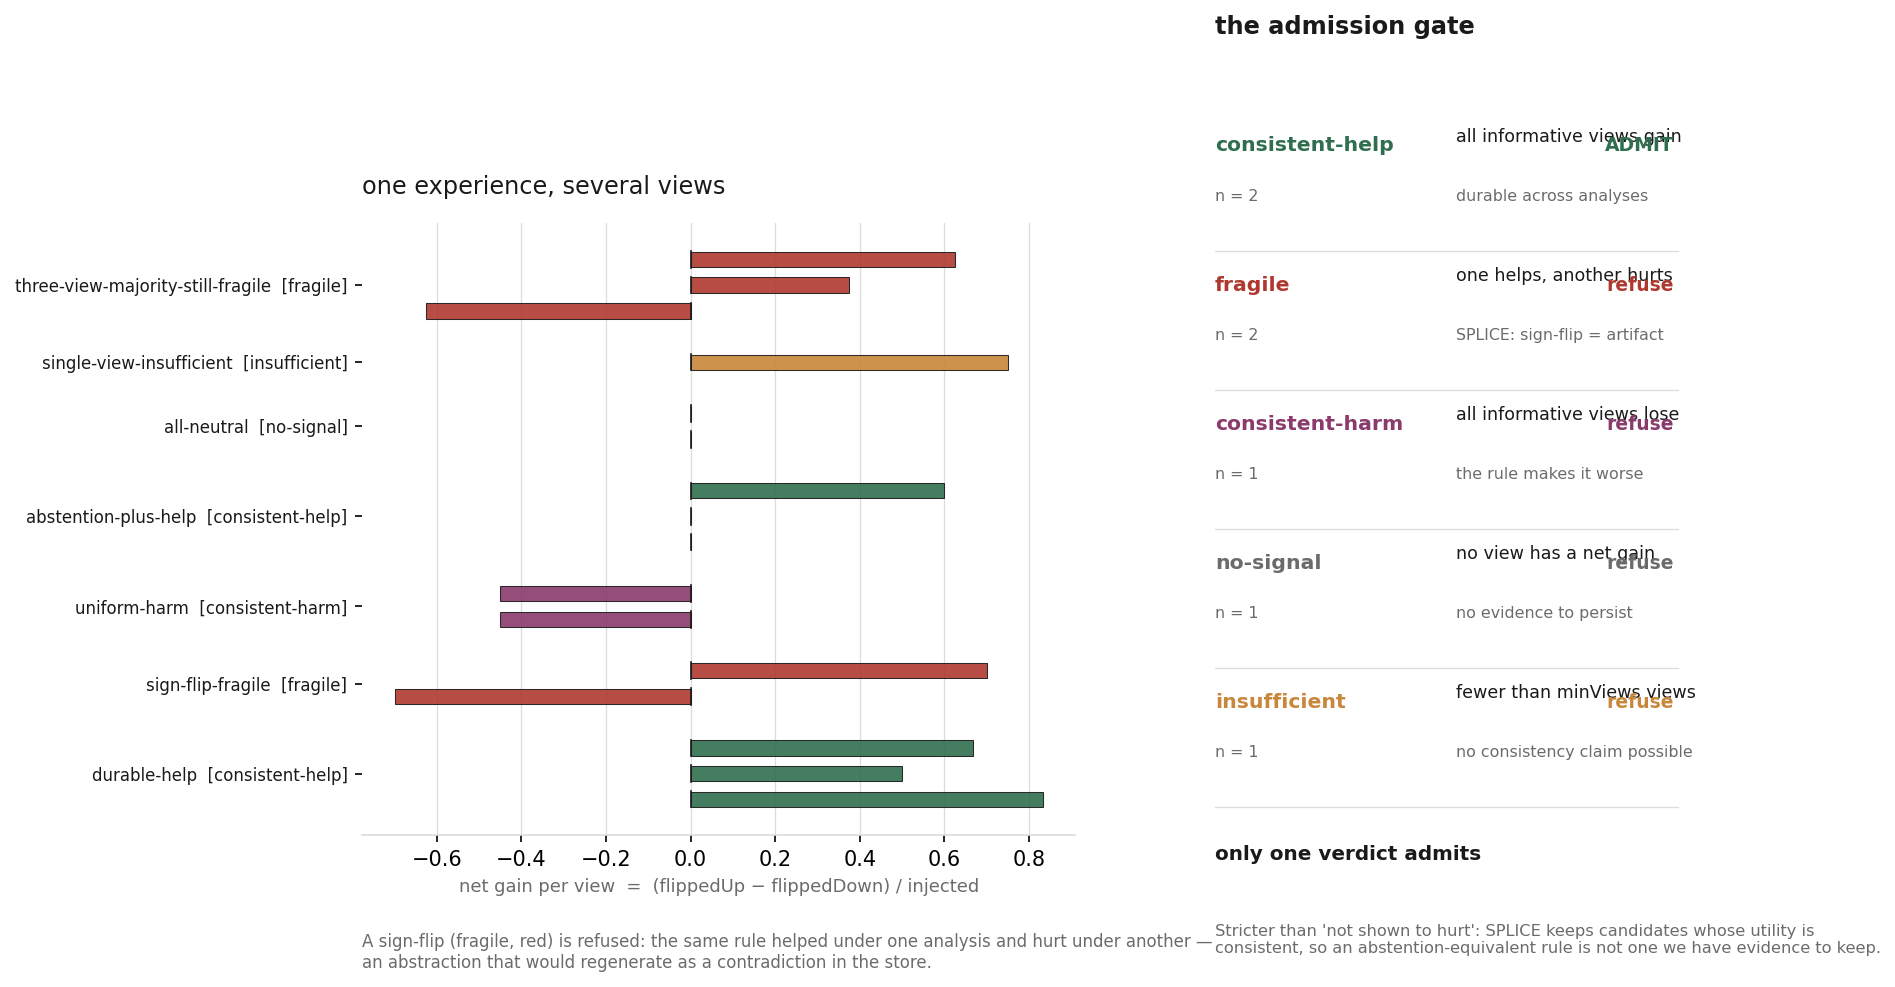 the admission gate
one experience, several views
three-view-majority-still-fragile [fragile]
single-view-insufficient [insufficient]
all-neutral [no-signal]
abstention-plus-help [consistent-help]
uniform-harm [consistent-harm]
sign-flip-fragile [fragile]
durable-help [consistent-help]
−0.6 −0.4 −0.2 0.0 0.2 0.4 0.6 0.8
net gain per view = (flippedUp − flippedDown) / injected
A sign-flip (fragile, red) is refused: the same rule helped under one analysis and hurt under another —
an abstraction that would regenerate as a contradiction in the store.
consistent-help
all informative views gain
ADMIT
n = 2
durable across analyses
fragile
one helps, another hurts
refuse
n = 2
SPLICE: sign-flip = artifact
consistent-harm
all informative views lose
refuse
n = 1
the rule makes it worse
no-signal
no view has a net gain
refuse
n = 1
no evidence to persist
insufficient
fewer than minViews views
refuse
n = 1
no consistency claim possible
only one verdict admits
Stricter than 'not shown to hurt': SPLICE keeps candidates whose utility is
consistent, so an abstention-equivalent rule is not one we have evidence to keep.